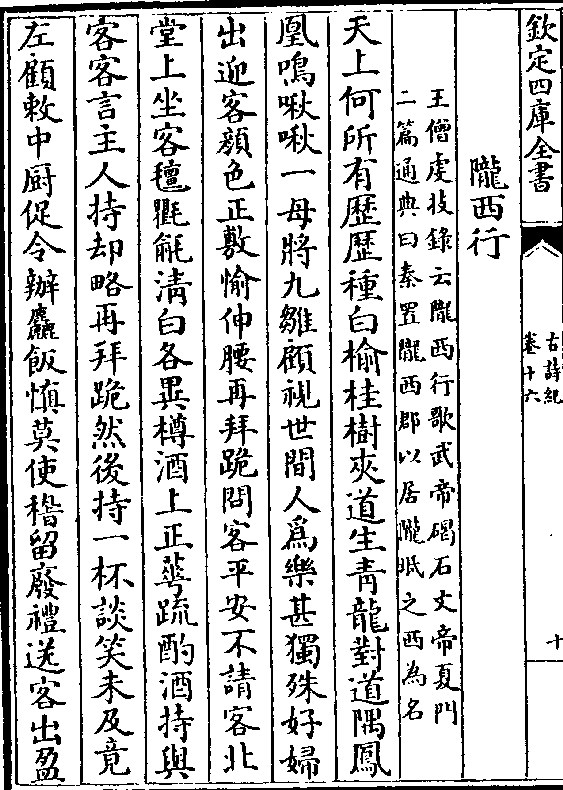 欽定四庫全書
古詩紀
卷十六
十
隴西行
王僧虔技錄云隴西行歌武帝碣石文帝夏門
二篇通典曰秦置隴西郡以居隴坻之西為名
天上何所有歴歴種白榆桂樹夾道生青龍對道隅鳳
凰鳴啾啾一母將九雛顧視世間人為樂甚獨殊好婦
出迎客顔色正敷愉伸腰再拜跪問客平安不請客北
堂上坐客氊氍毹清白各異樽酒上正華疏酌酒持與
客客言主人持却略再拜跪然後持一杯談笑未及竟
左顧敕中厨促令辦麤飯慎莫使稽留廢禮送客出盈